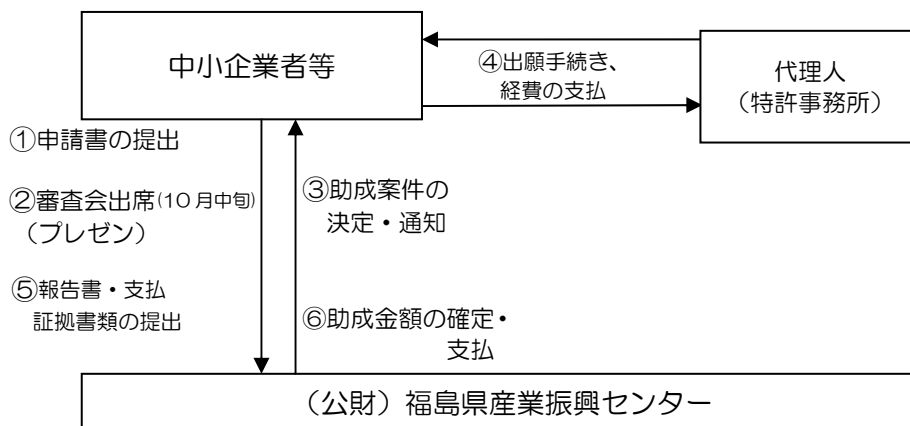 中小企業者等
④出願手続き、
経費の支払
代理人
(特許事務所)
①申請書の提出
②審査会出席(10月中旬)
(プレゼン)
③助成案件の
決定・通知
⑤報告書・支払
証拠書類の提出
⑥助成金額の確定・
支払
(公財)福島県産業振興センター